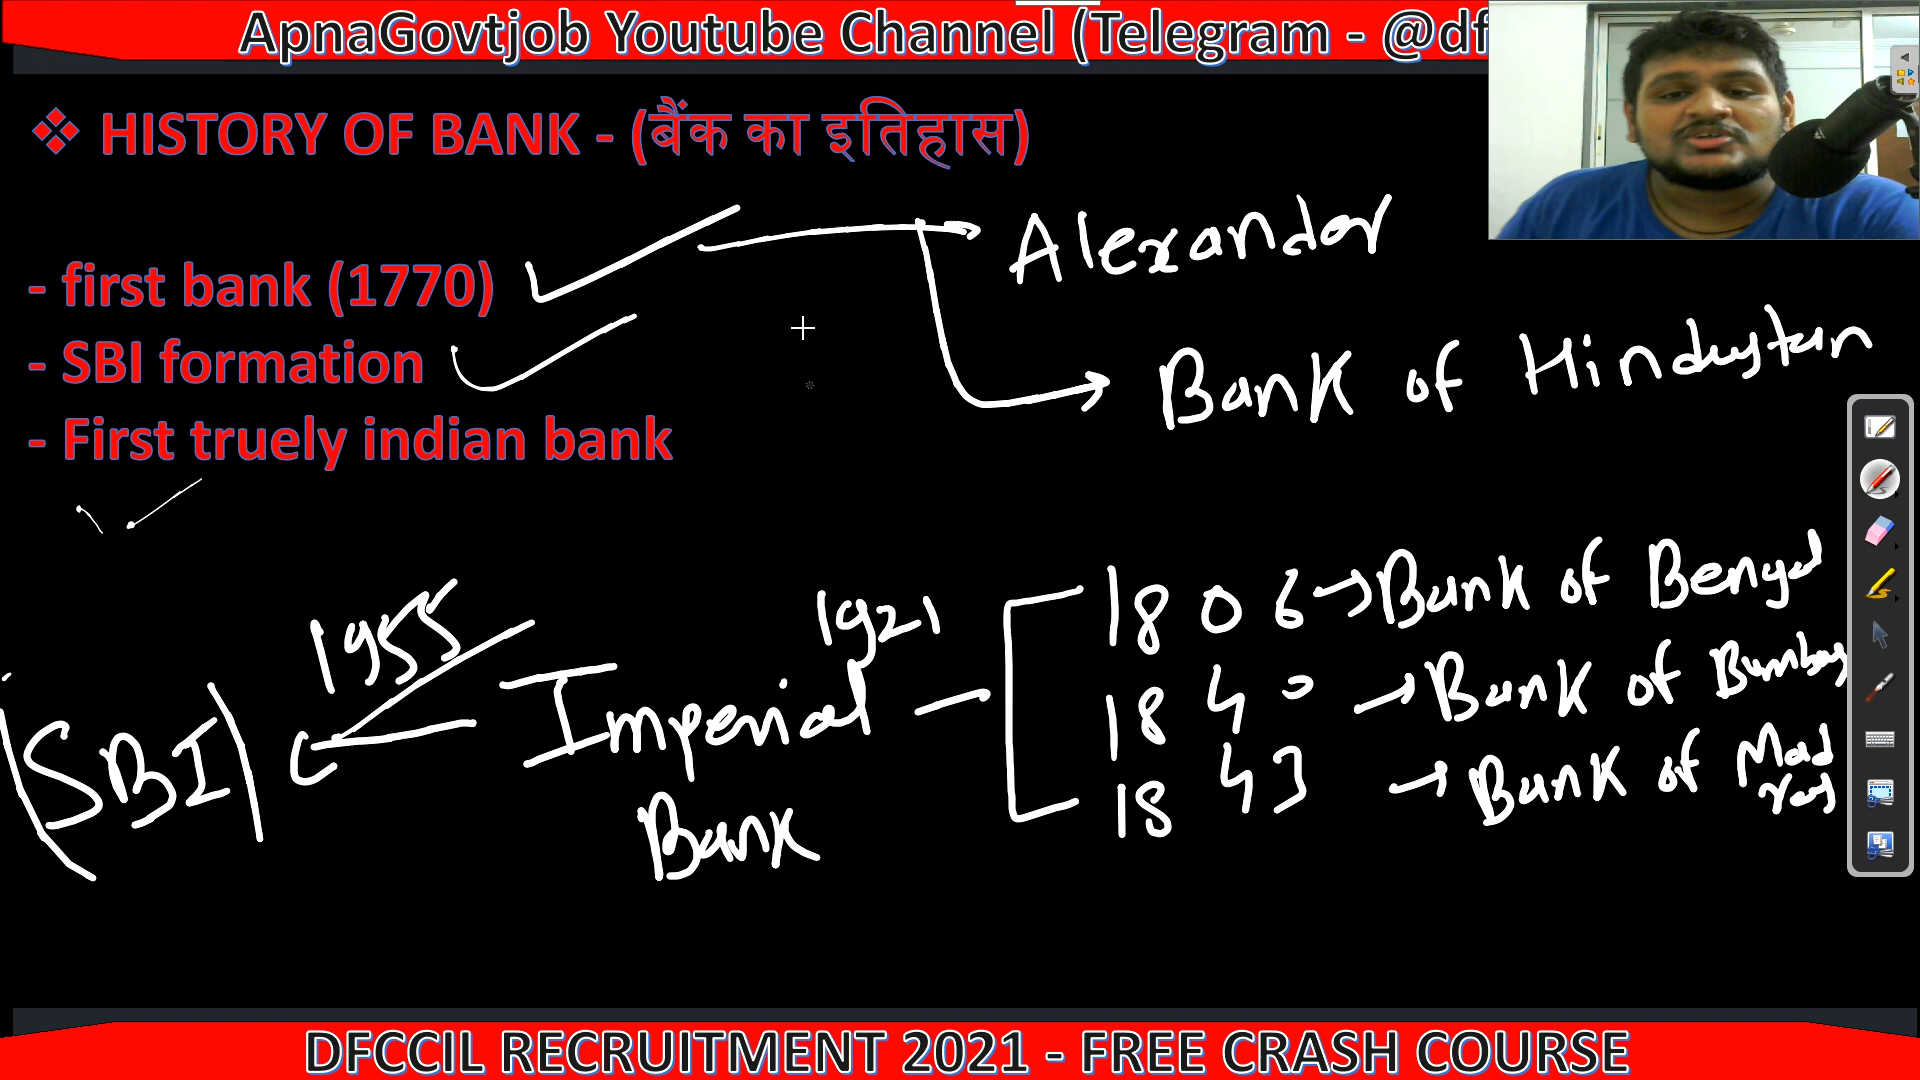 ApnaGovtjob Youtube Channel (Telegram - @df
❖ HISTORY OF BANK - (बैंक का इतिहास)
- first bank (1770)
- SBI formation
- First truely indian bank
Alexander
Bank of Hindustan
1806 → Bank of Bengal
1840 → Bank of Bombay
1843 → Bank of Madras
1921
Imperial Bank
1955
SBI
DFCCIL RECRUITMENT 2021 - FREE CRASH COURSE